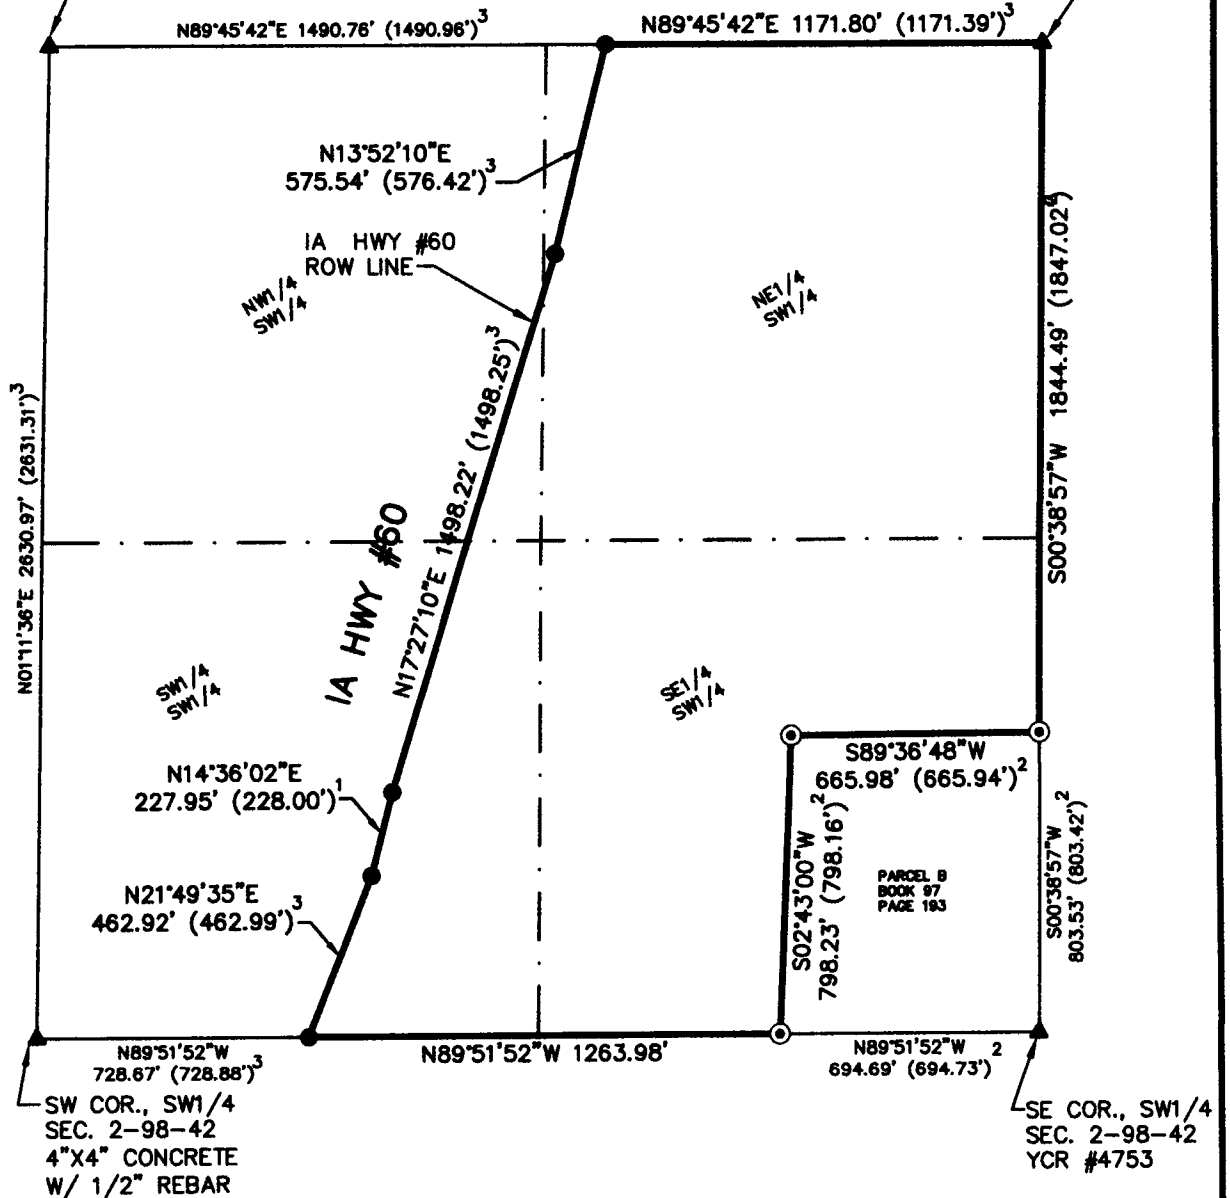 N89°45'42"E 1490.76' (1490.96')3
N89°45'42"E 1171.80' (1171.39')3
N13°52'10"E
575.54' (576.42')3
IA HWY #60
ROW LINE
NW1/4
SW1/4
NE1/4
SW1/4
S00°38'57"W 1844.49' (1847.02')
N01°11'36"E 2630.97' (2631.31')3
N17°27'10"E 1498.22' (1498.25')3
IA HWY #60
SW1/4
SW1/4
SE1/4
SW1/4
N14°36'02"E
227.95' (228.00')1
S89°36'48"W
665.98' (665.94')2
N21°49'35"E
462.92' (462.99')3
S02°43'00"W
798.23' (798.16')2
PARCEL B
BOOK 97
PAGE 193
S00°38'57"W
803.53' (803.42')2
N89°51'52"W
728.67' (728.88')3
N89°51'52"W 1263.98'
N89°51'52"W
694.69' (694.73')2
SW COR., SW1/4
SEC. 2-98-42
4"X4" CONCRETE
W/ 1/2" REBAR
SE COR., SW1/4
SEC. 2-98-42
YCR #4753